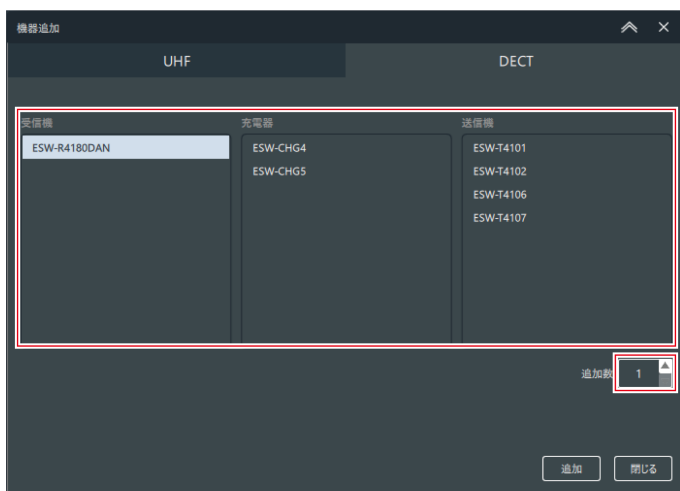 機器追加
UHF
DECT
受信機
充電器
送信機
ESW-R4180DAN
ESW-CHG4
ESW-CHG5
ESW-T4101
ESW-T4102
ESW-T4106
ESW-T4107
追加数
1
追加
閉じる